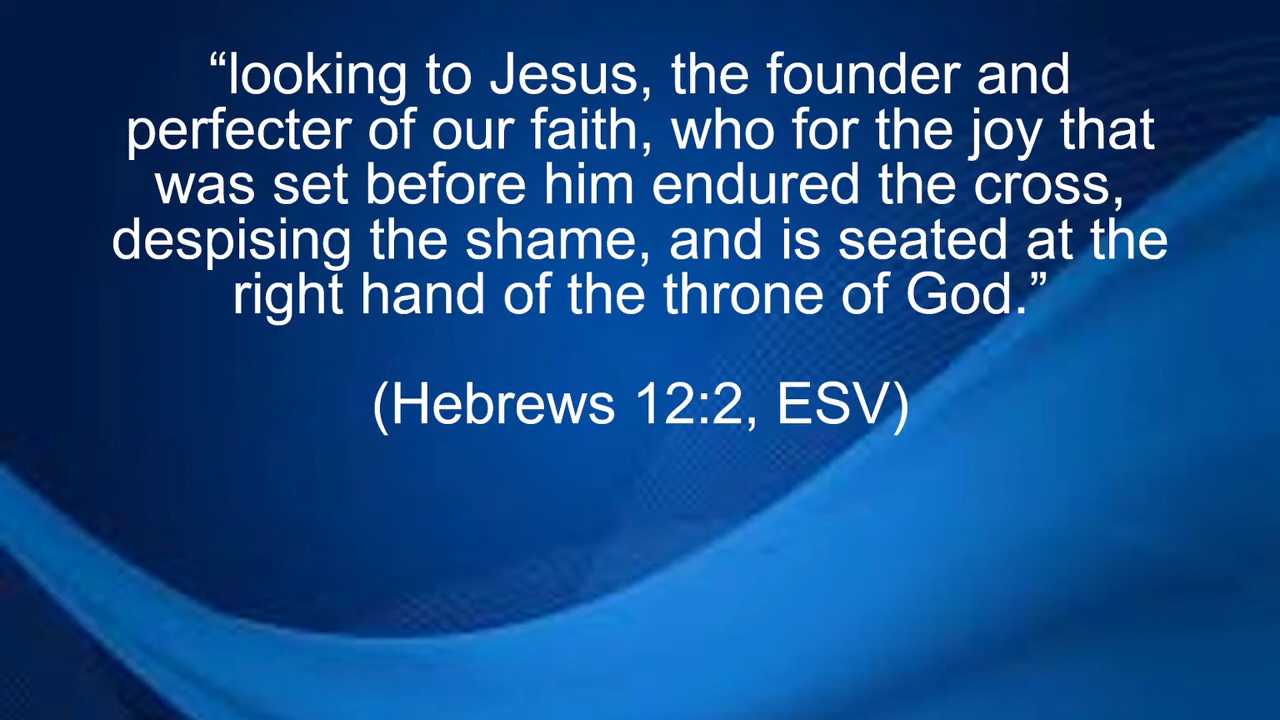 “looking to Jesus, the founder and
perfecter of our faith, who for the joy that
was set before him endured the cross,
despising the shame, and is seated at the
right hand of the throne of God.”
(Hebrews 12:2, ESV)